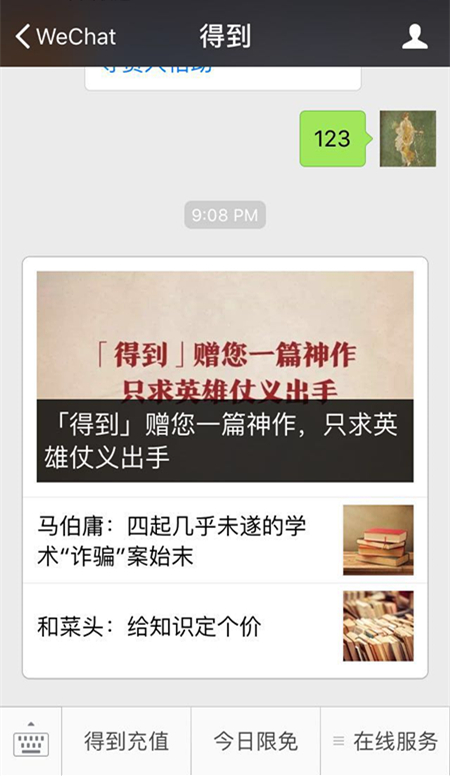 WeChat
得到
123
9:08 PM
「得到」赠您一篇神作
只求英雄仗义出手
「得到」赠您一篇神作，只求英
雄仗义出手
马伯庸：四起几乎未遂的学
术“诈骗”案始末
和菜头：给知识定个价
得到充值
今日限免
在线服务